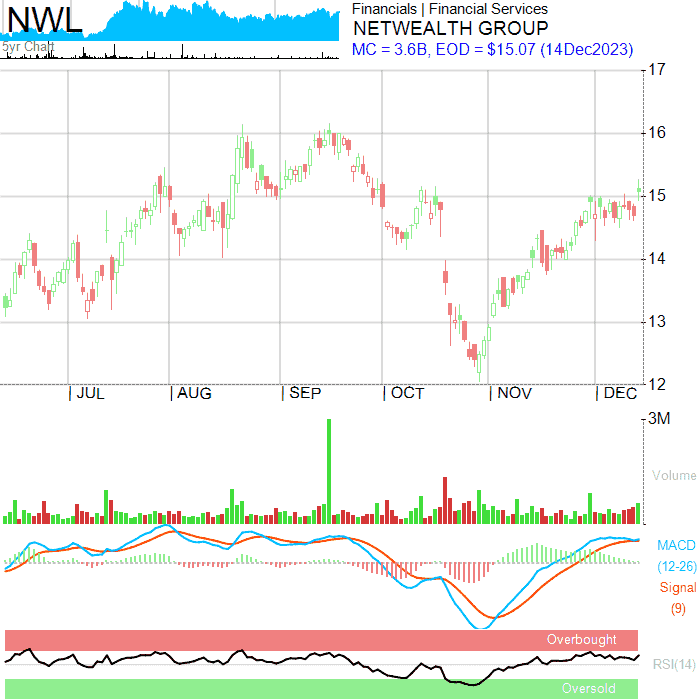 NWL
5yr Chart
Financials | Financial Services
NETWEALTH GROUP
MC = 3.6B, EOD = $15.07 (14Dec2023)
17
16
15
14
13
12
JUL AUG SEP OCT NOV DEC
3M
Volume
MACD
(12-26)
Signal
(9)
Overbought
RSI(14)
Oversold